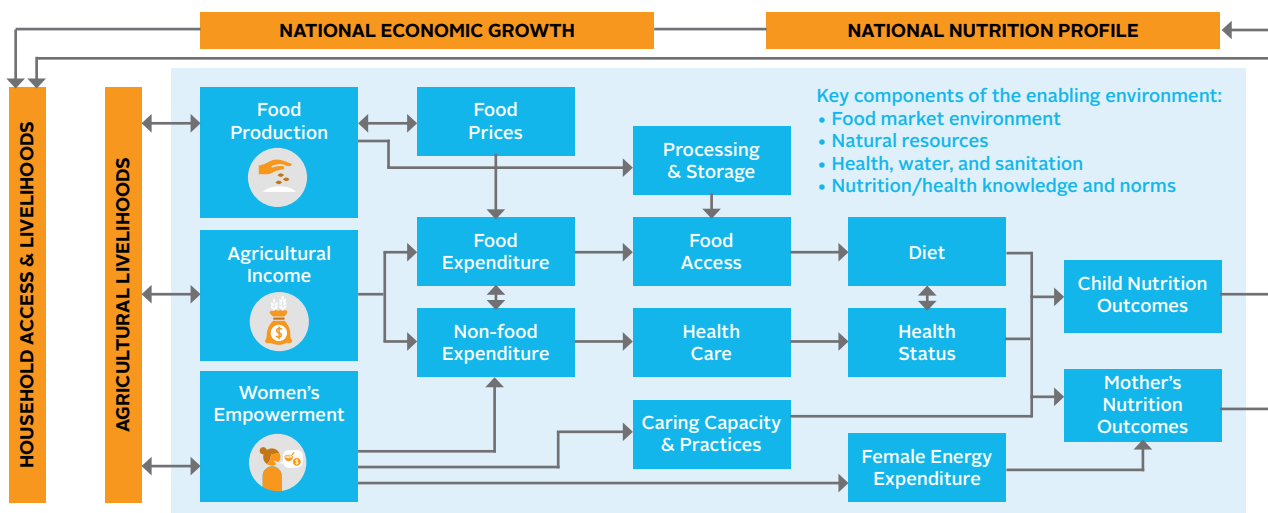 NATIONAL ECONOMIC GROWTH
NATIONAL NUTRITION PROFILE
HOUSEHOLD ACCESS & LIVELIHOODS
AGRICULTURAL LIVELIHOODS
Food
Production
Food
Prices
Processing
& Storage
Key components of the enabling environment:
• Food market environment
• Natural resources
• Health, water, and sanitation
• Nutrition/health knowledge and norms
Agricultural
Income
$
Food
Expenditure
Food
Access
Diet
Child Nutrition
Outcomes
Non-food
Expenditure
Health
Care
Health
Status
Women's
Empowerment
$
Caring Capacity
& Practices
Mother's
Nutrition
Outcomes
Female Energy
Expenditure